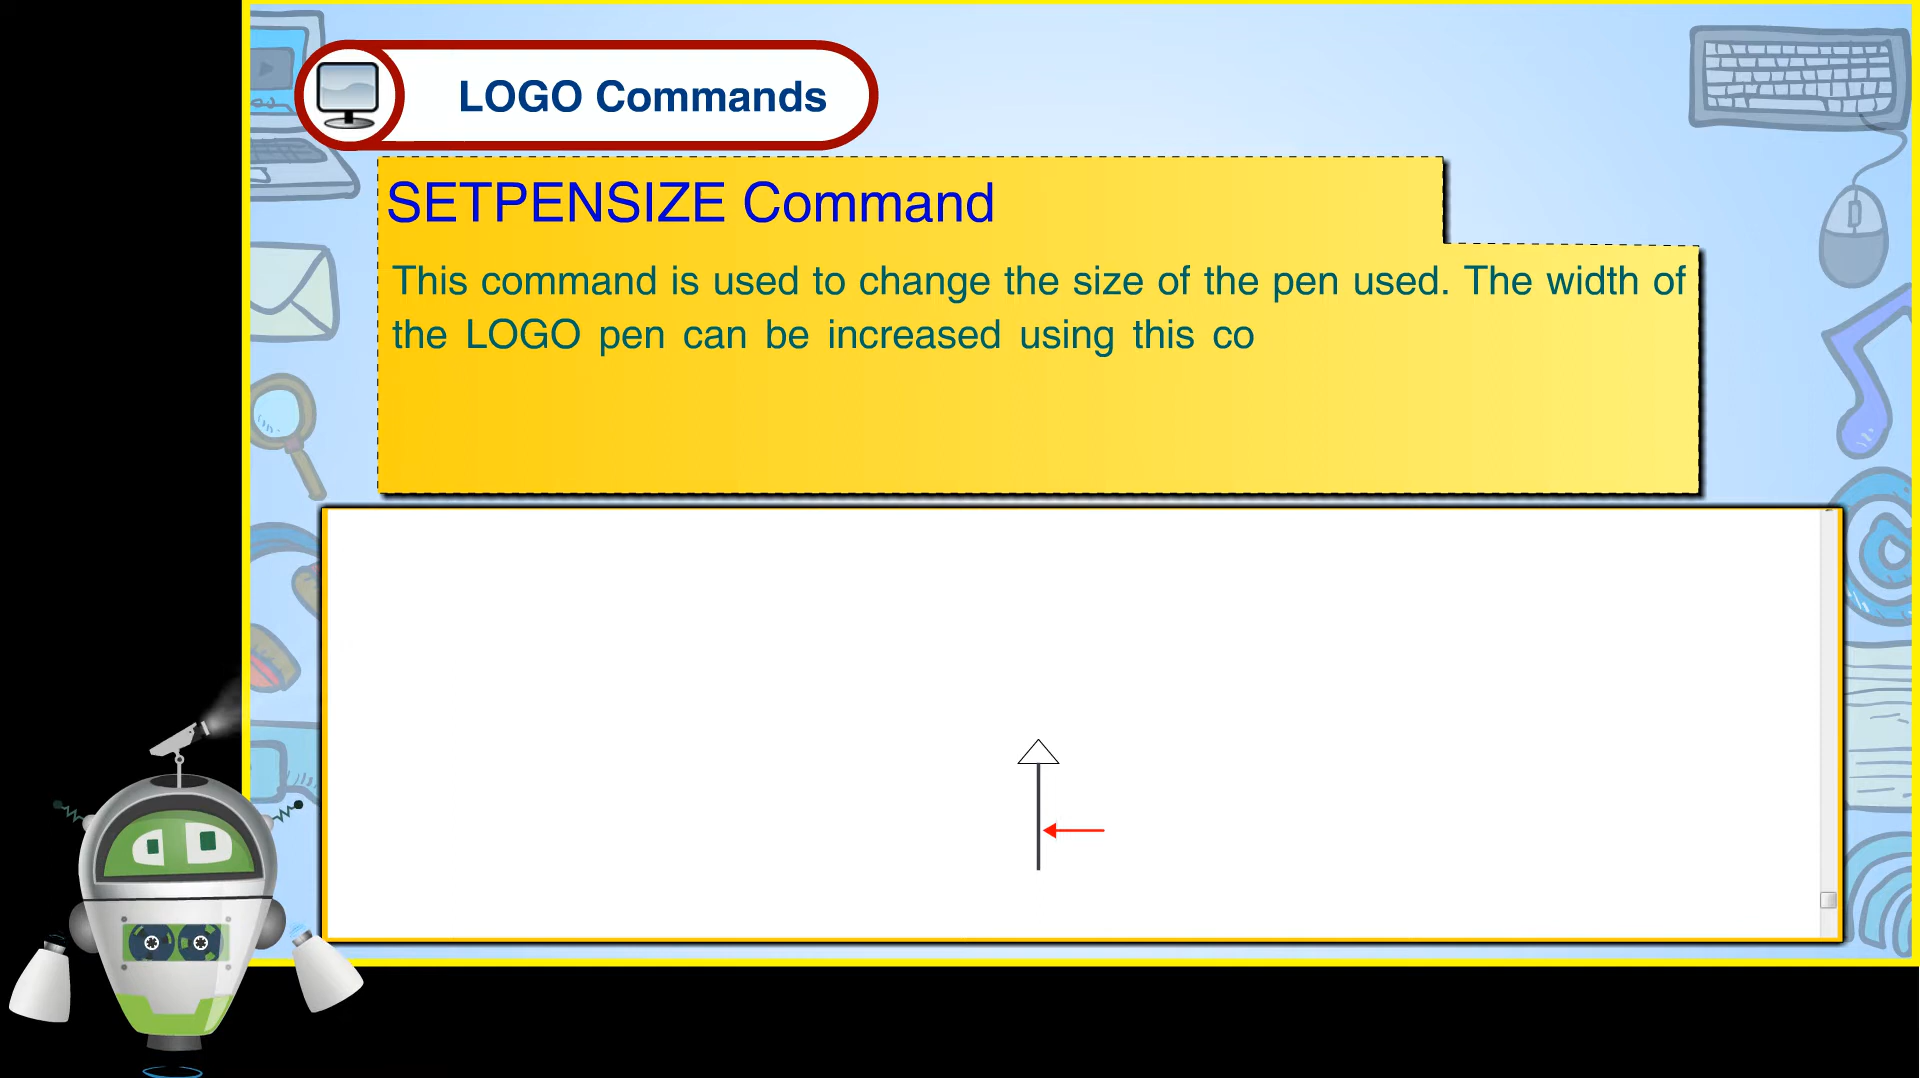 LOGO Commands
SETPENSIZE Command
This command is used to change the size of the pen used. The width of
the LOGO pen can be increased using this co